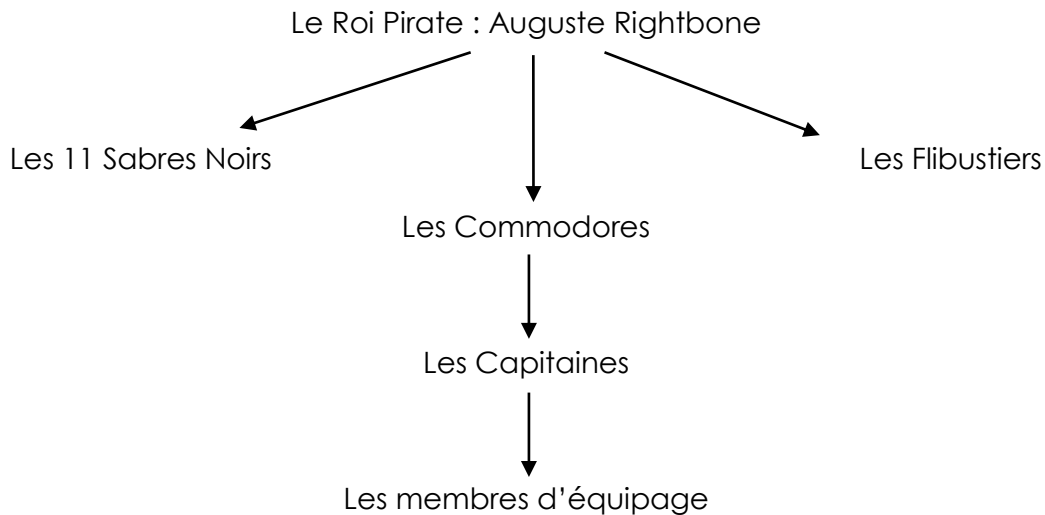 Le Roi Pirate : Auguste Rightbone
Les 11 Sabres Noirs
Les Flibustiers
Les Commodores
Les Capitaines
Les membres d’équipage